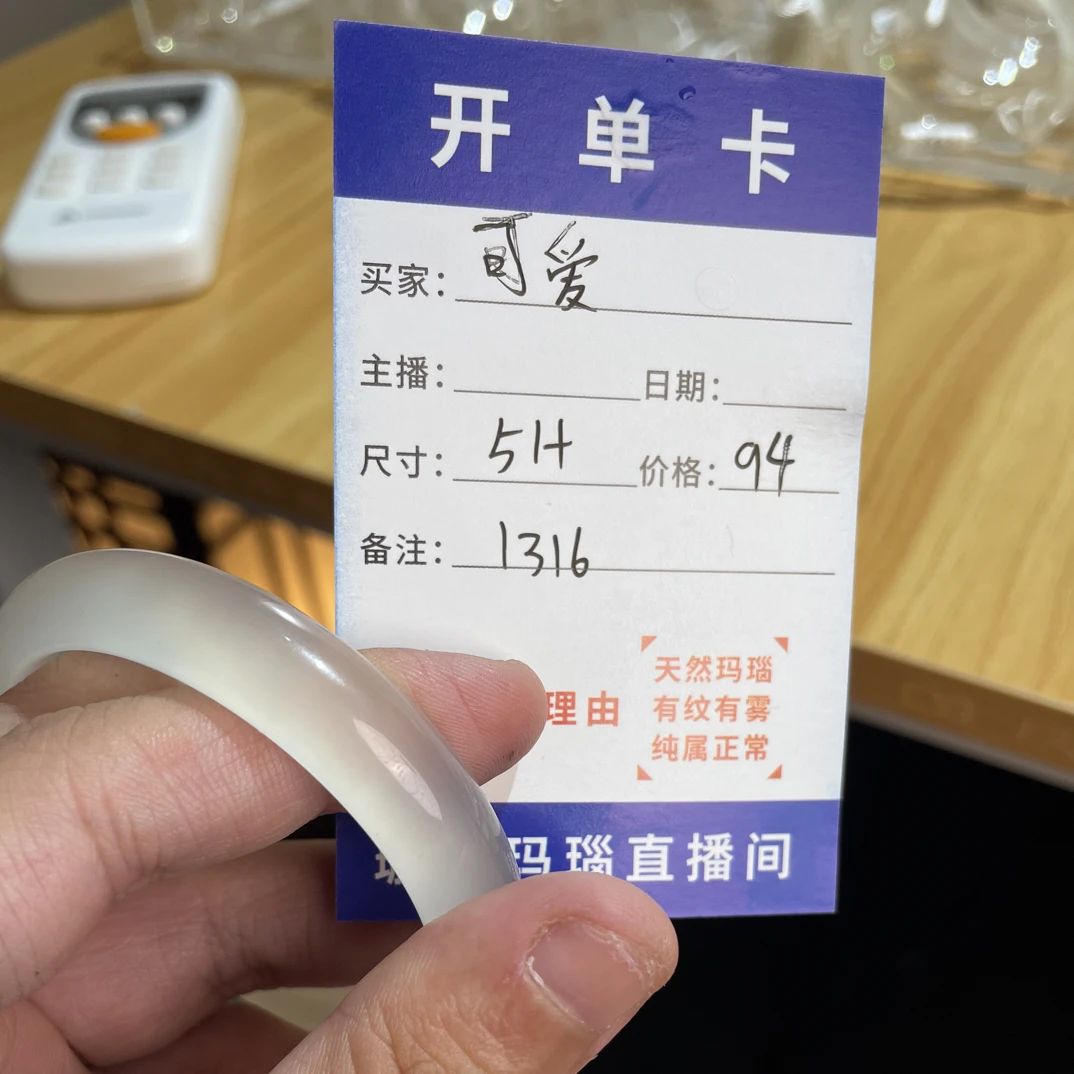 开单卡
买家：可爱
主播： 日期：
尺寸：51+ 价格：94
备注：1316
理由
天然玛瑙
有纹有雾
纯属正常
玛瑙直播间